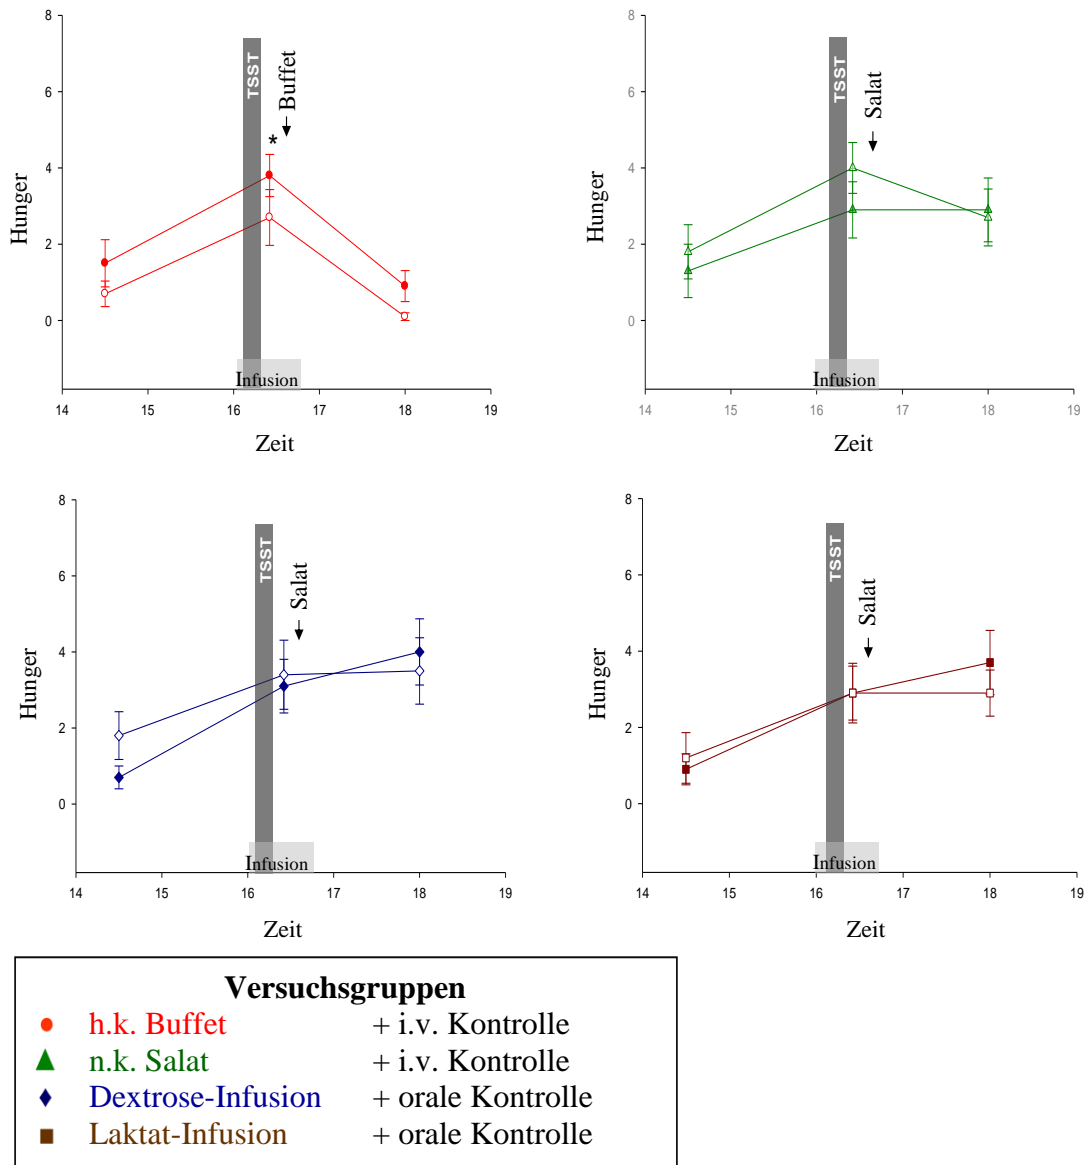 8
6
4
2
0
Hunger
TSST
Buffet
*
Infusion
14 15 16 17 18 19
Zeit
8
6
4
2
0
Hunger
TSST
Salat
Infusion
14 15 16 17 18 19
Zeit
8
6
4
2
0
Hunger
TSST
Salat
Infusion
14 15 16 17 18 19
Zeit
8
6
4
2
0
Hunger
TSST
Salat
Infusion
14 15 16 17 18 19
Zeit
Versuchsgruppen
h.k. Buffet + i.v. Kontrolle
n.k. Salat + i.v. Kontrolle
Dextrose-Infusion + orale Kontrolle
Laktat-Infusion + orale Kontrolle